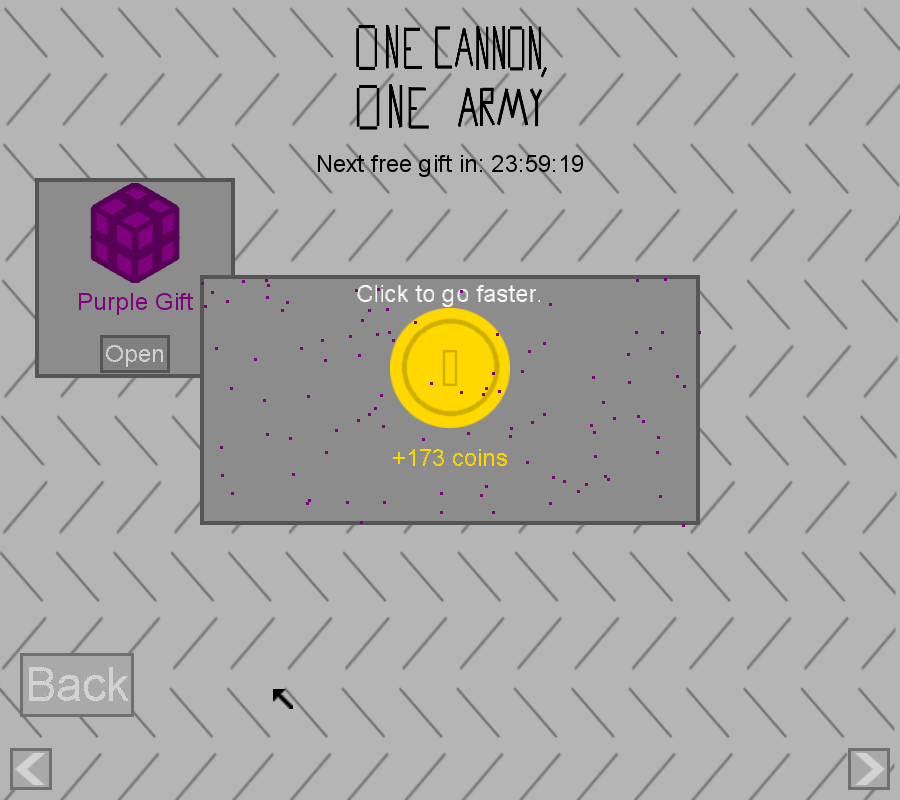 ONE CANNON,
ONE ARMY
Next free gift in: 23:59:19
Purple Gift
Open
Click to go faster.
+173 coins
Back